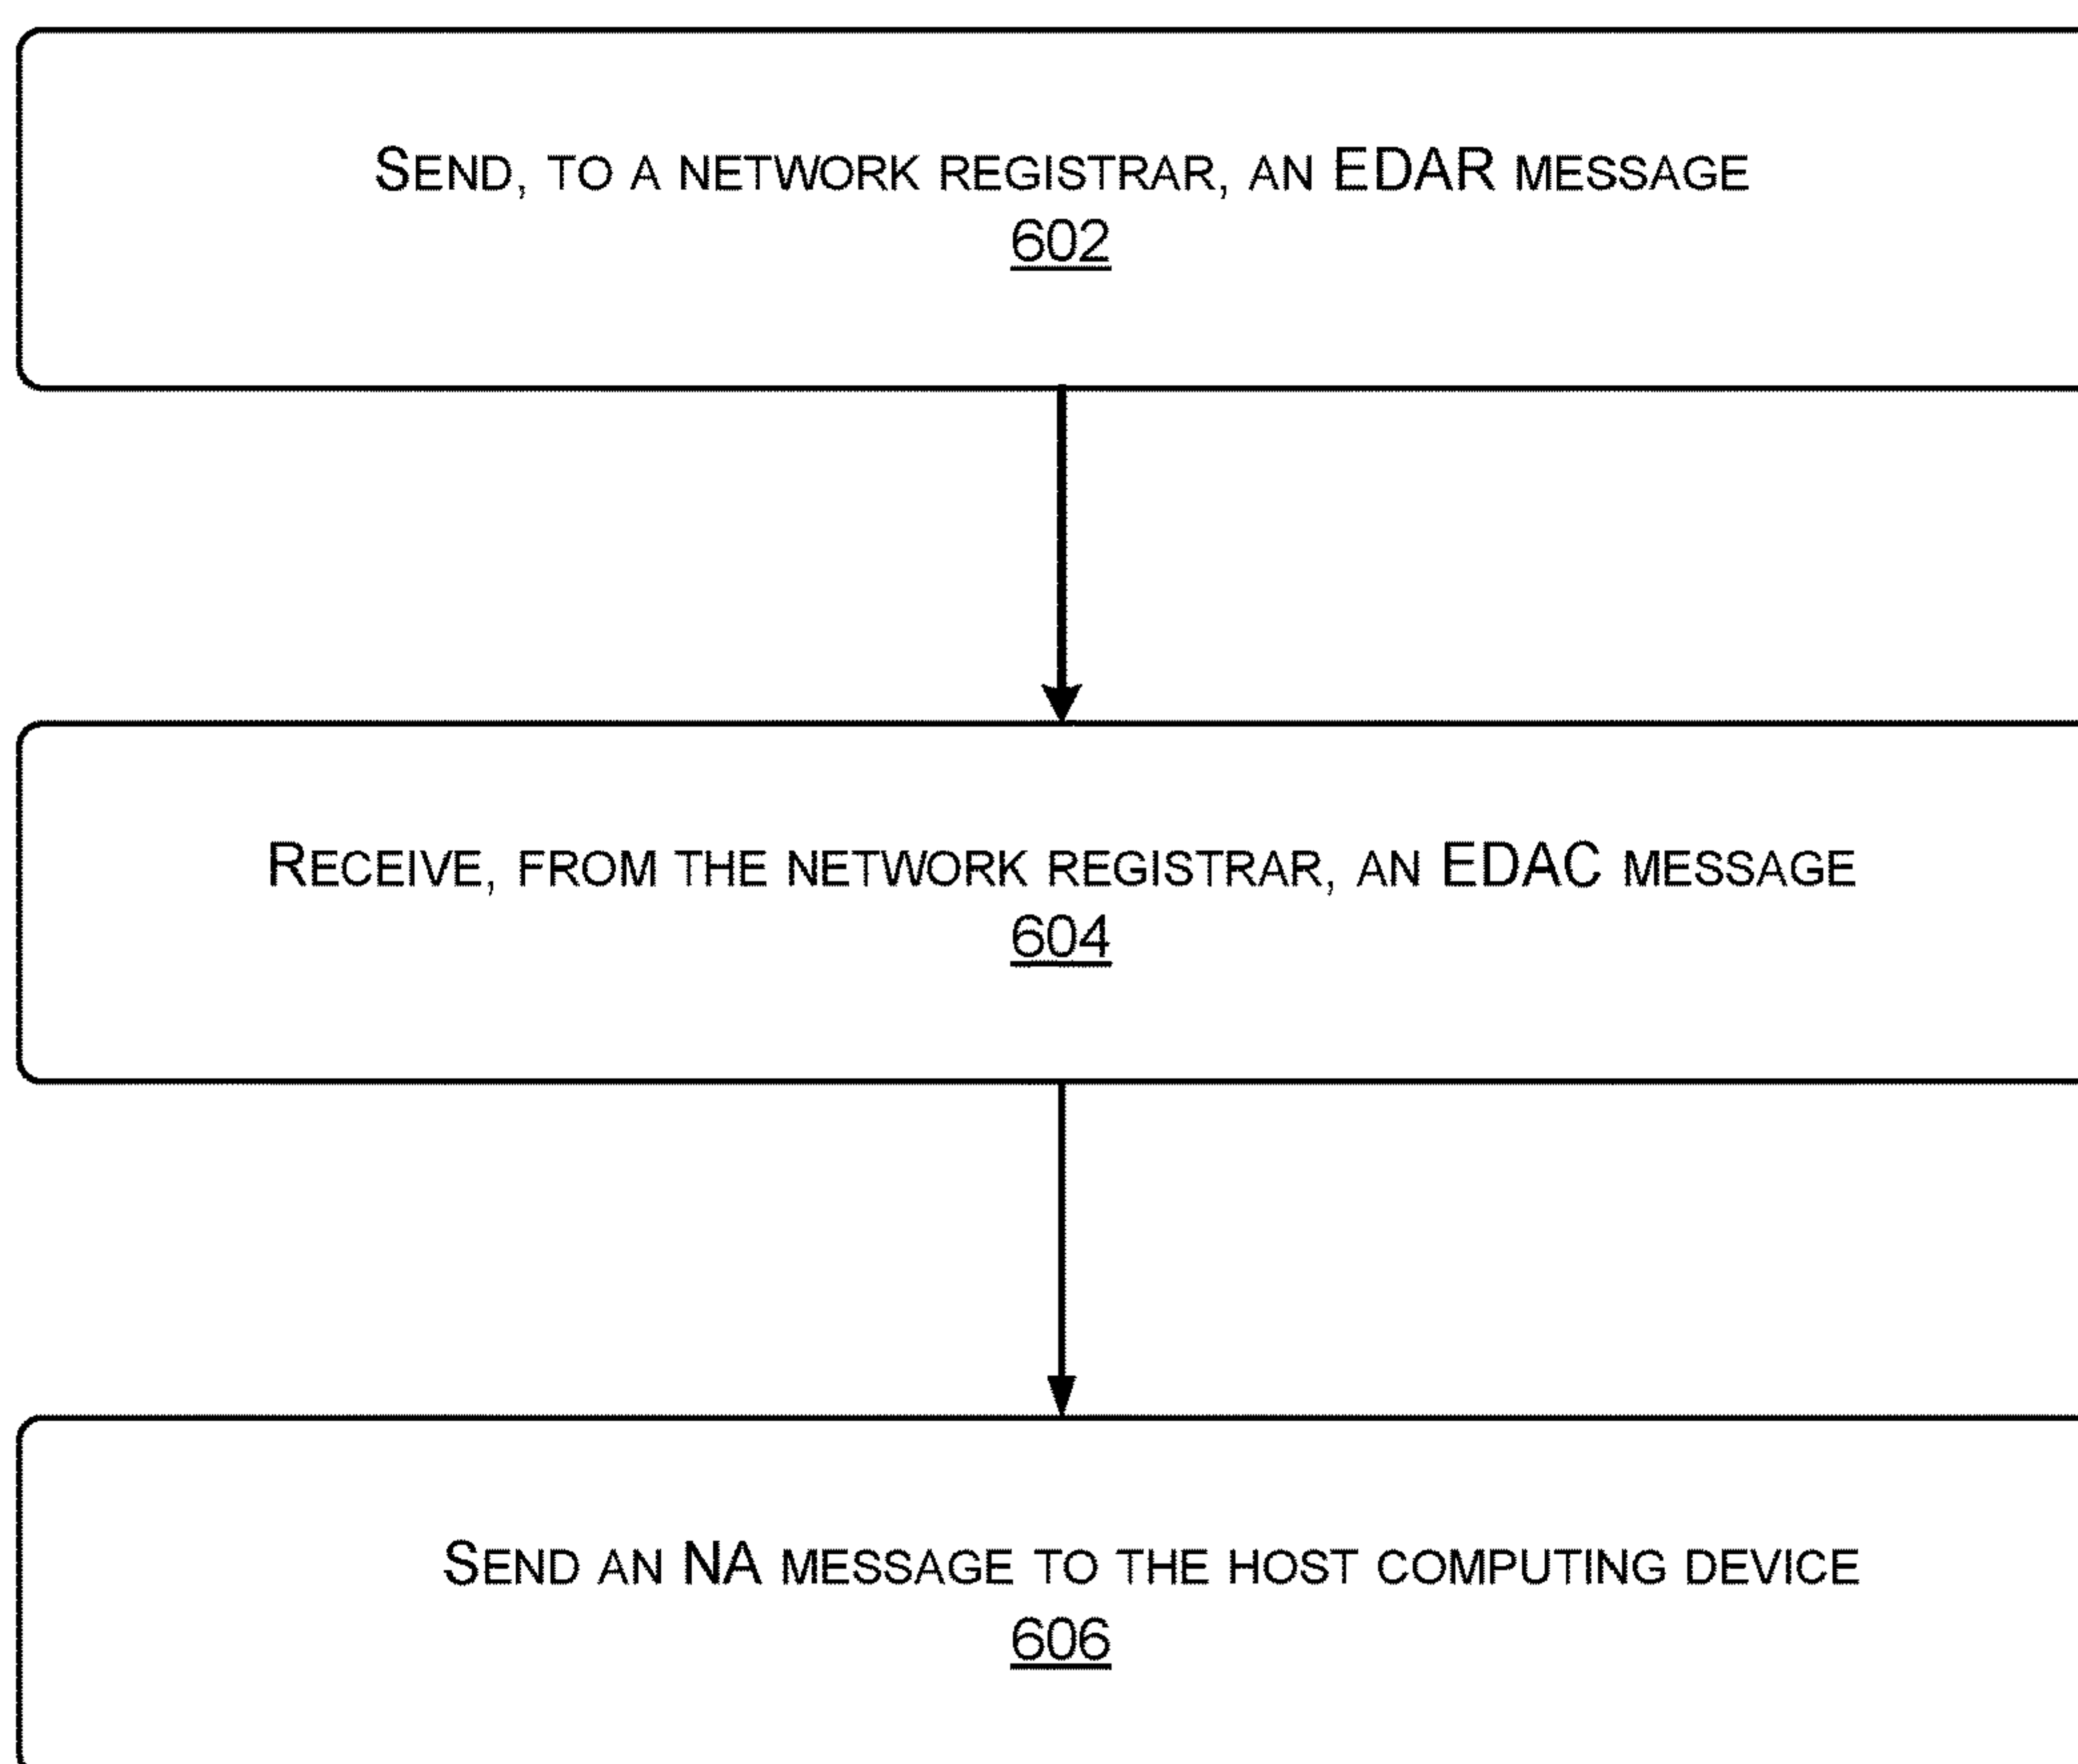 SEND, TO A NETWORK REGISTRAR, AN EDAR MESSAGE
602
RECEIVE, FROM THE NETWORK REGISTRAR, AN EDAC MESSAGE
604
SEND AN NA MESSAGE TO THE HOST COMPUTING DEVICE
606